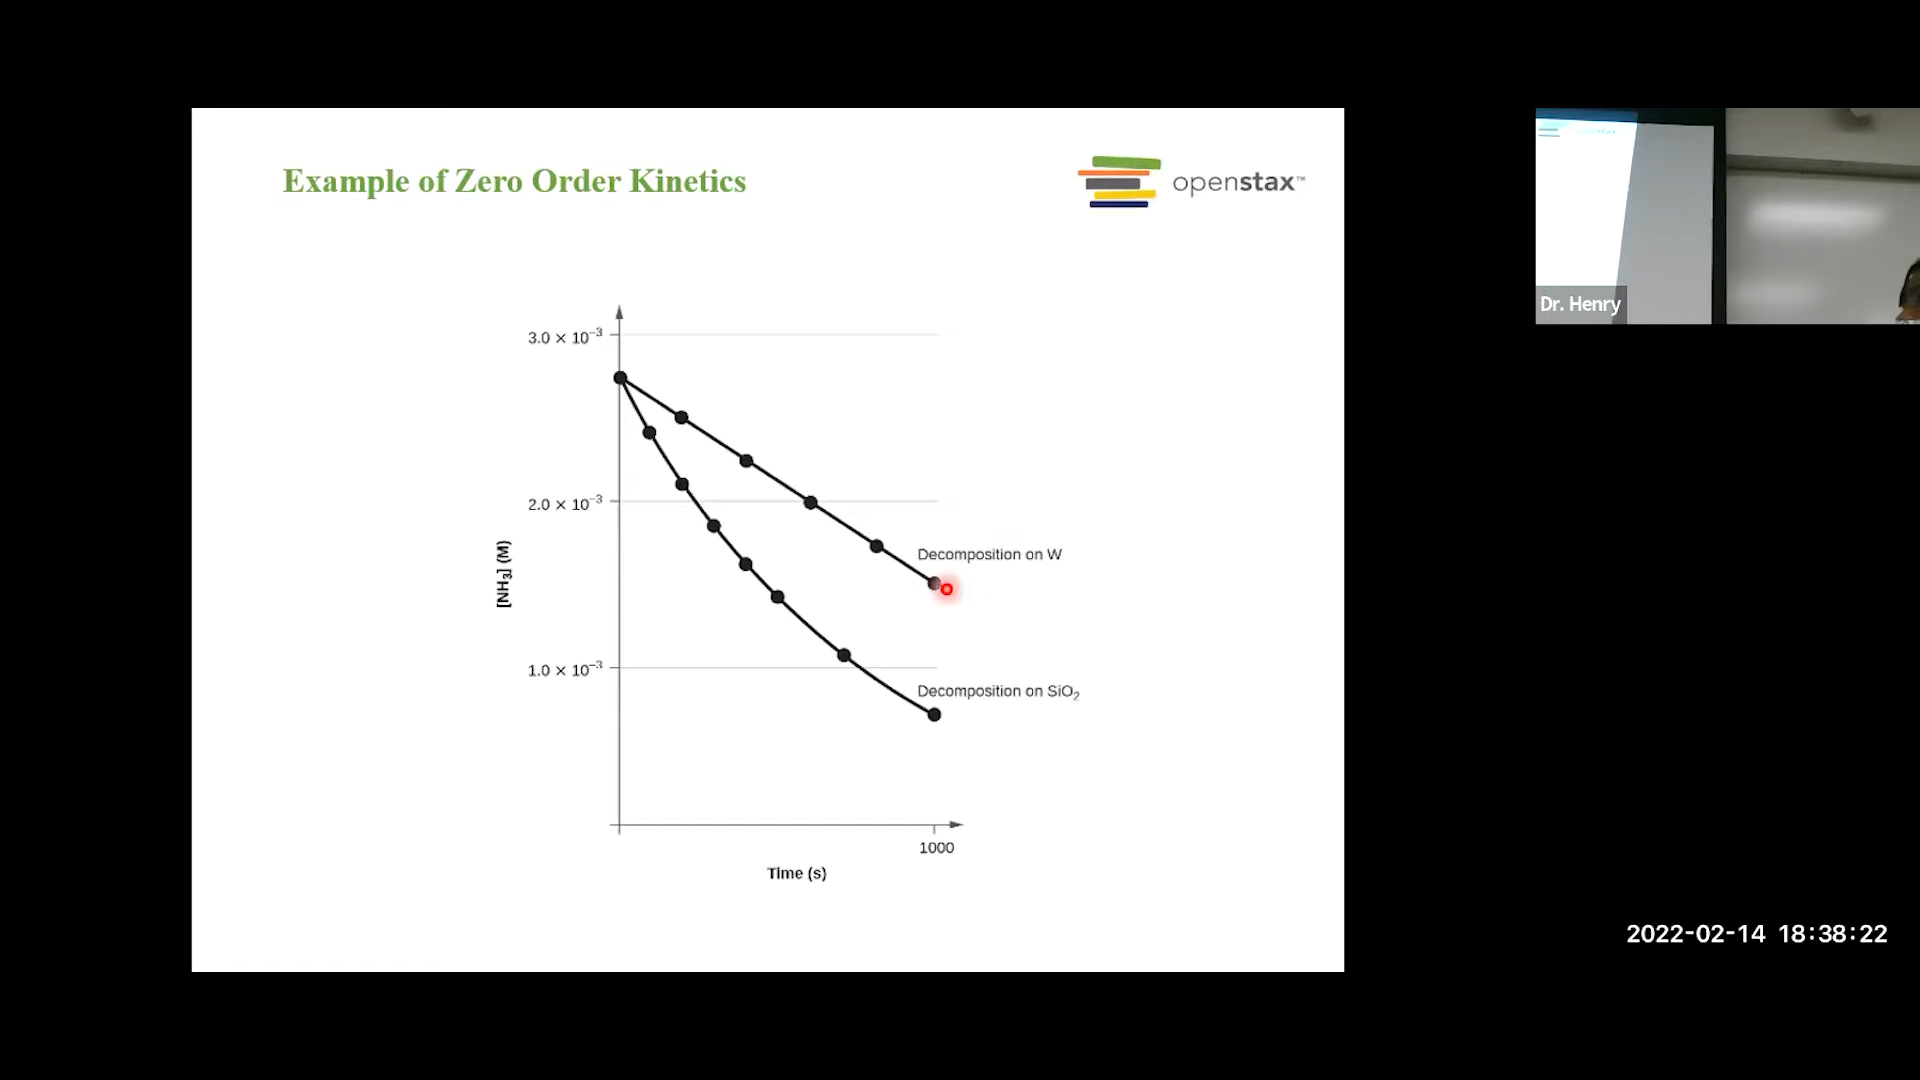 Example of Zero Order Kinetics
openstax™
3.0 × 10⁻³
2.0 × 10⁻³
1.0 × 10⁻³
[NH₃] (M)
Decomposition on W
Decomposition on SiO₂
1000
Time (s)
Dr. Henry
2022-02-14 18:38:22